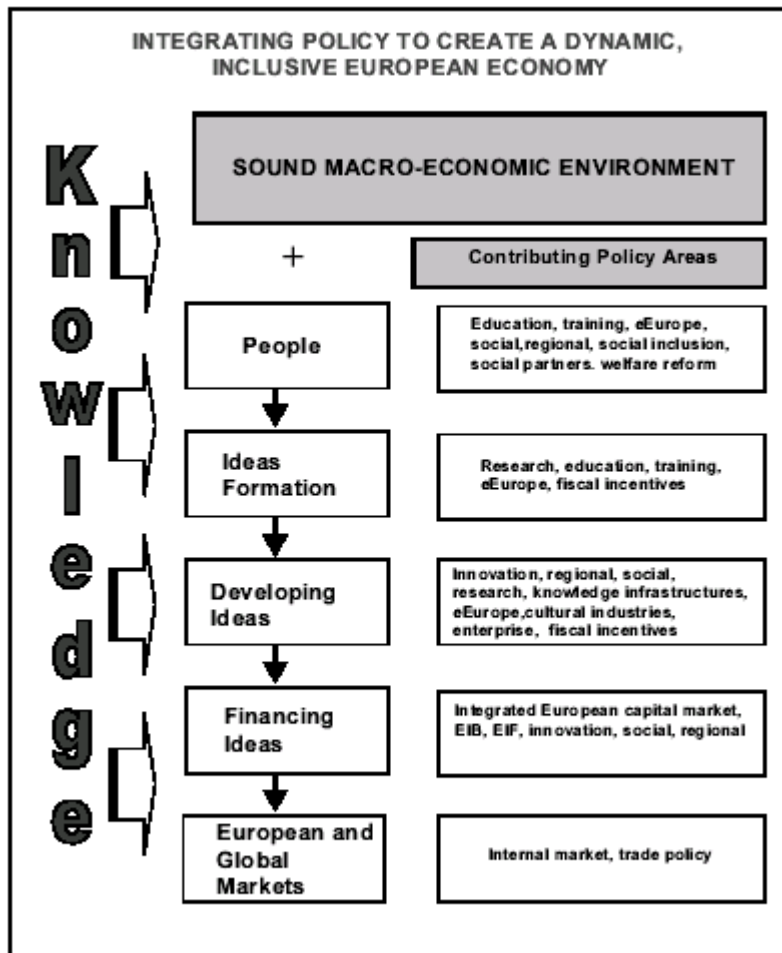 INTEGRATING POLICY TO CREATE A DYNAMIC,
INCLUSIVE EUROPEAN ECONOMY
Knowledge
SOUND MACRO-ECONOMIC ENVIRONMENT
+
Contributing Policy Areas
People
Education, training, eEurope,
social,regional, social inclusion,
social partners. welfare reform
Ideas
Formation
Research, education, training,
eEurope, fiscal incentives
Developing
Ideas
Innovation, regional, social,
research, knowledge infrastructures,
eEurope,cultural industries,
enterprise, fiscal incentives
Financing
Ideas
Integrated European capital market,
EIB, EIF, innovation, social, regional
European and
Global
Markets
Internal market, trade policy